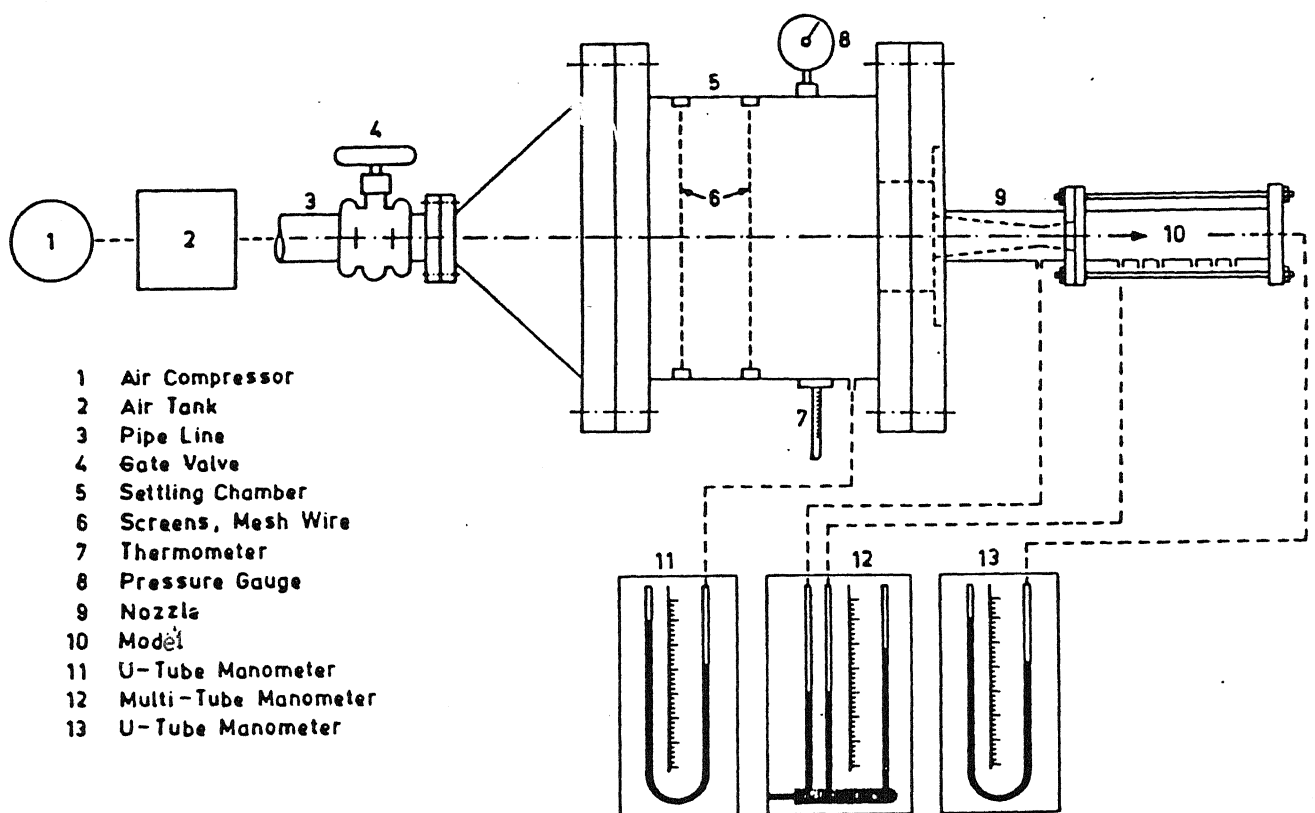 8
5
4
3
6
9
1
2
10
7
1 Air Compressor
2 Air Tank
3 Pipe Line
4 Gate Valve
5 Settling Chamber
6 Screens, Mesh Wire
7 Thermometer
8 Pressure Gauge
9 Nozzle
10 Model
11 U-Tube Manometer
12 Multi-Tube Manometer
13 U-Tube Manometer
11
12
13